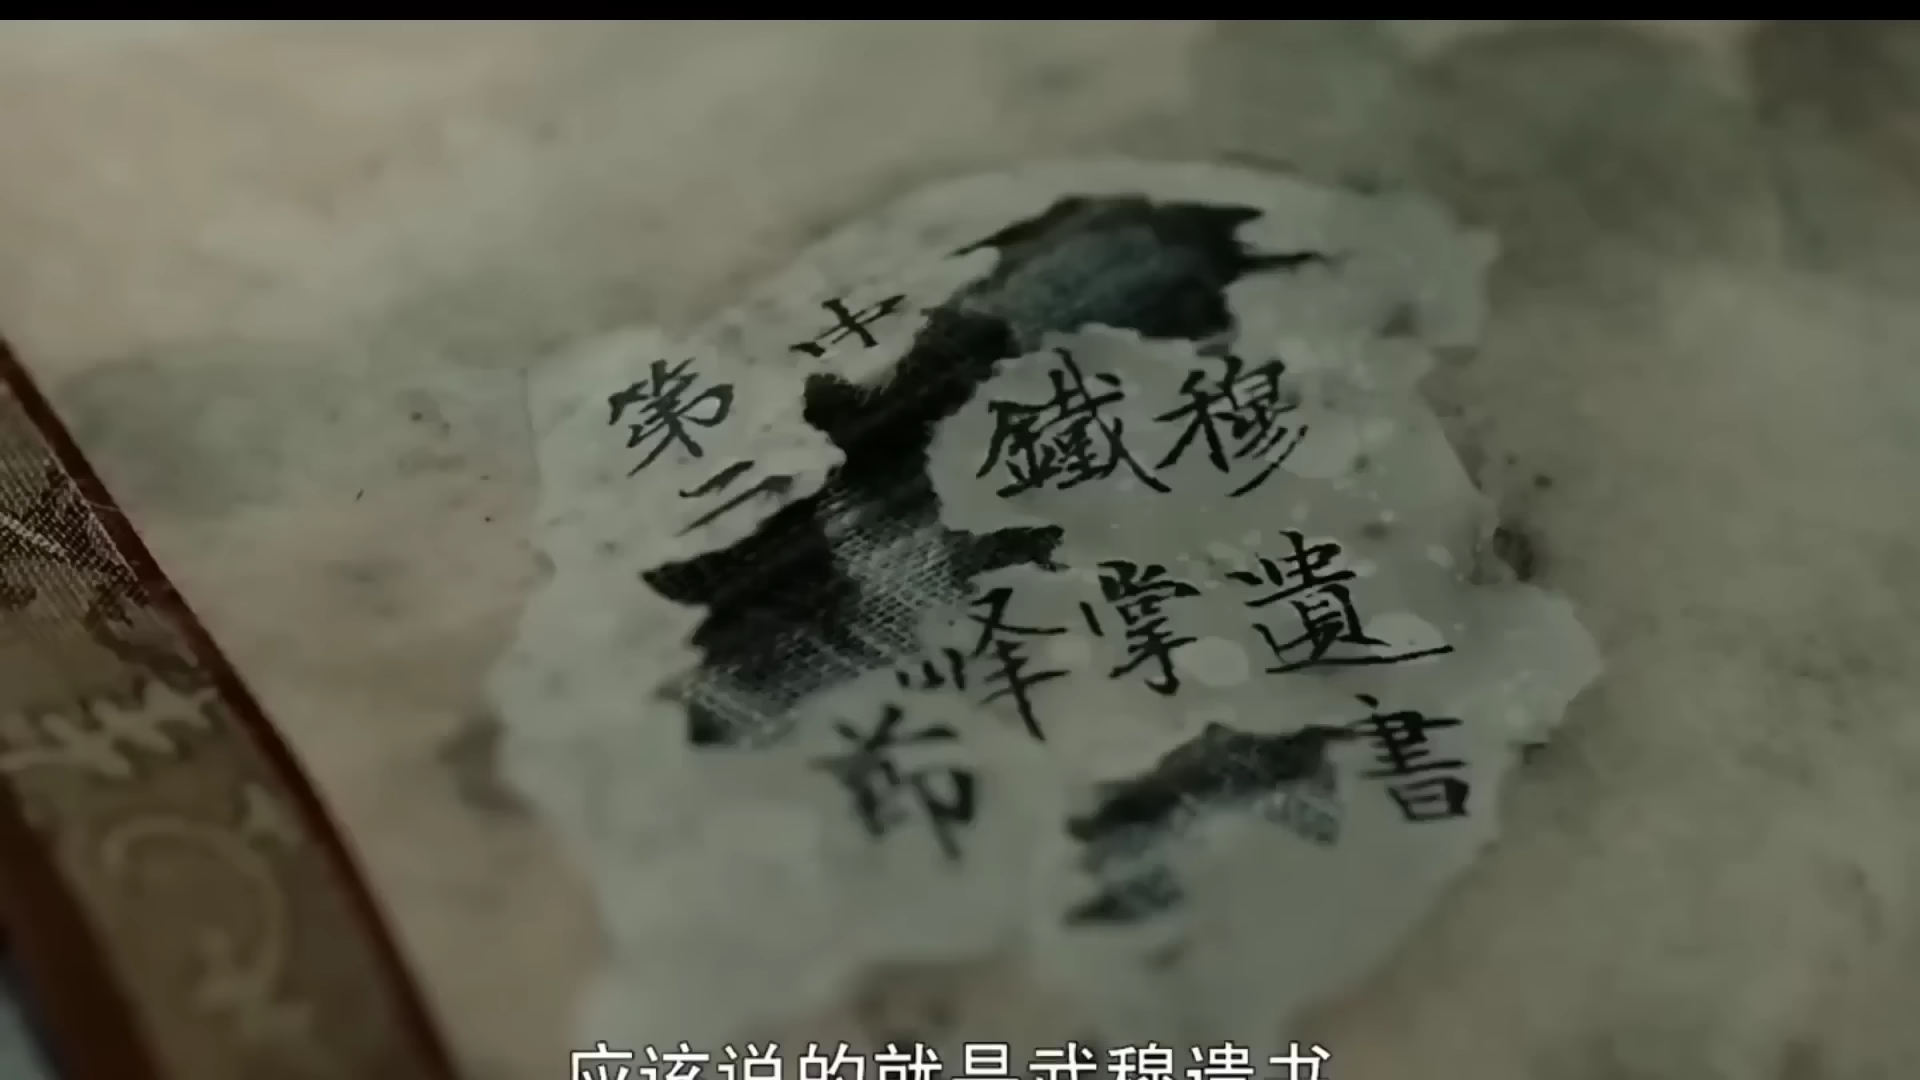 穆遺書
鐵掌峰
中
第二
節
应该说的就是武穆遗书